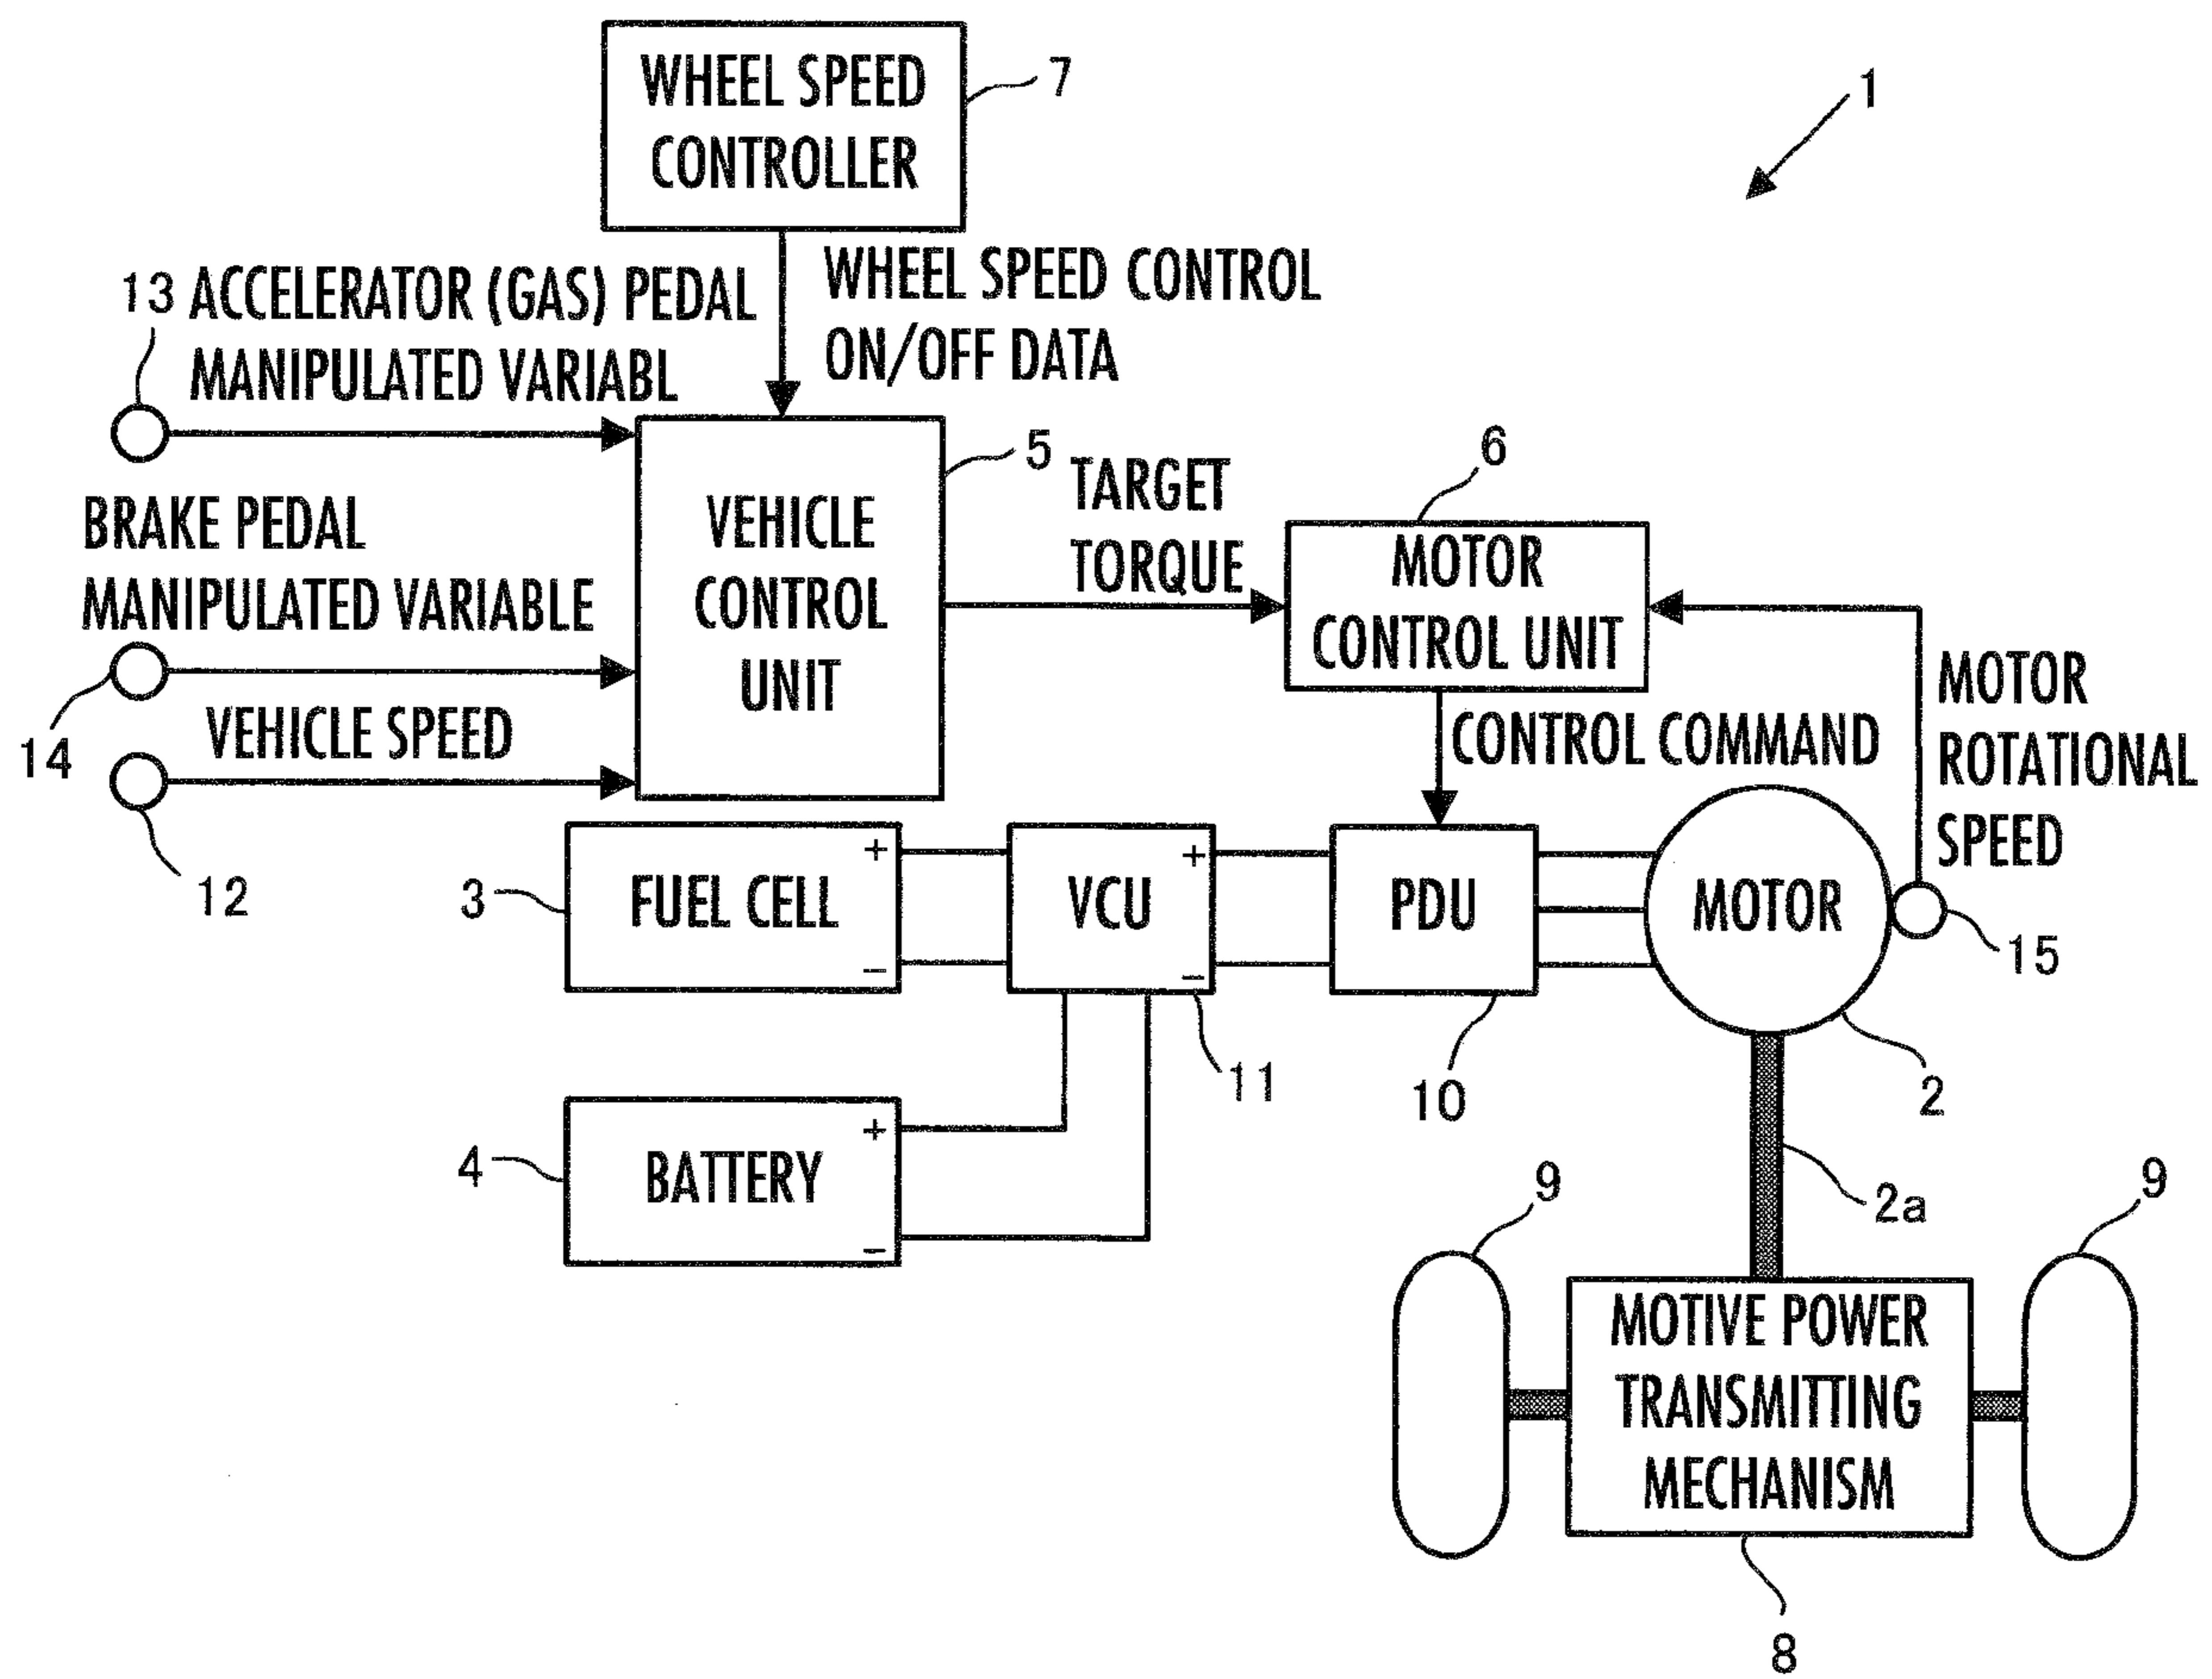 WHEEL SPEED
CONTROLLER
7
1
WHEEL SPEED CONTROL
ON/OFF DATA
13
ACCELERATOR (GAS) PEDAL
MANIPULATED VARIABL
BRAKE PEDAL
MANIPULATED VARIABLE
14
VEHICLE SPEED
12
VEHICLE
CONTROL
UNIT
5
TARGET
TORQUE
6
MOTOR
CONTROL UNIT
CONTROL COMMAND
MOTOR
ROTATIONAL
SPEED
3
FUEL CELL
+
−
VCU
+
−
11
PDU
10
MOTOR
15
2
2a
4
BATTERY
+
−
9
9
MOTIVE POWER
TRANSMITTING
MECHANISM
8